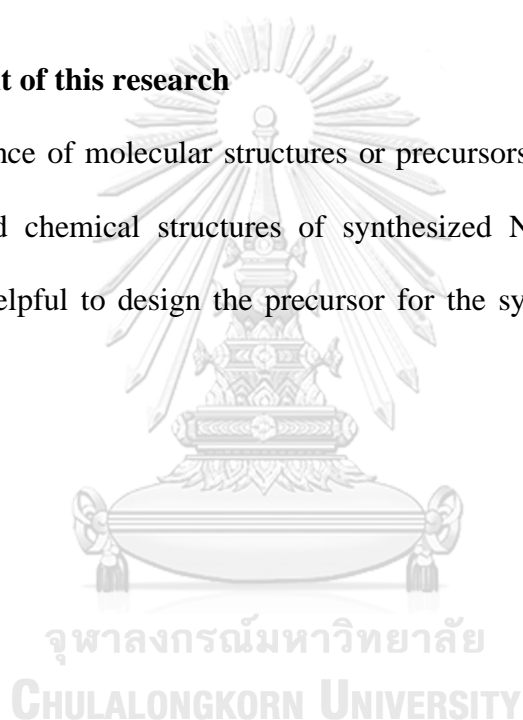 t of this research
nce of molecular structures or precursors
d chemical structures of synthesized N
elpful to design the precursor for the sy
จุฬาลงกรณ์มหาวิทยาลัย
CHULALONGKORN UNIVERSITY